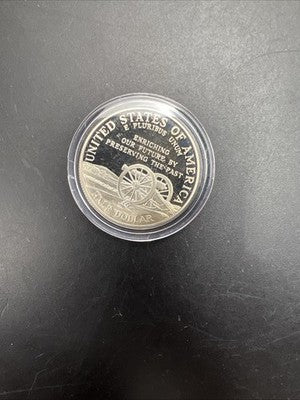 UNITED STATES OF AMERICA
E PLURIBUS UNUM
ENRICHING
OUR FUTURE BY
PRESERVING THE PAST
HALF DOLLAR